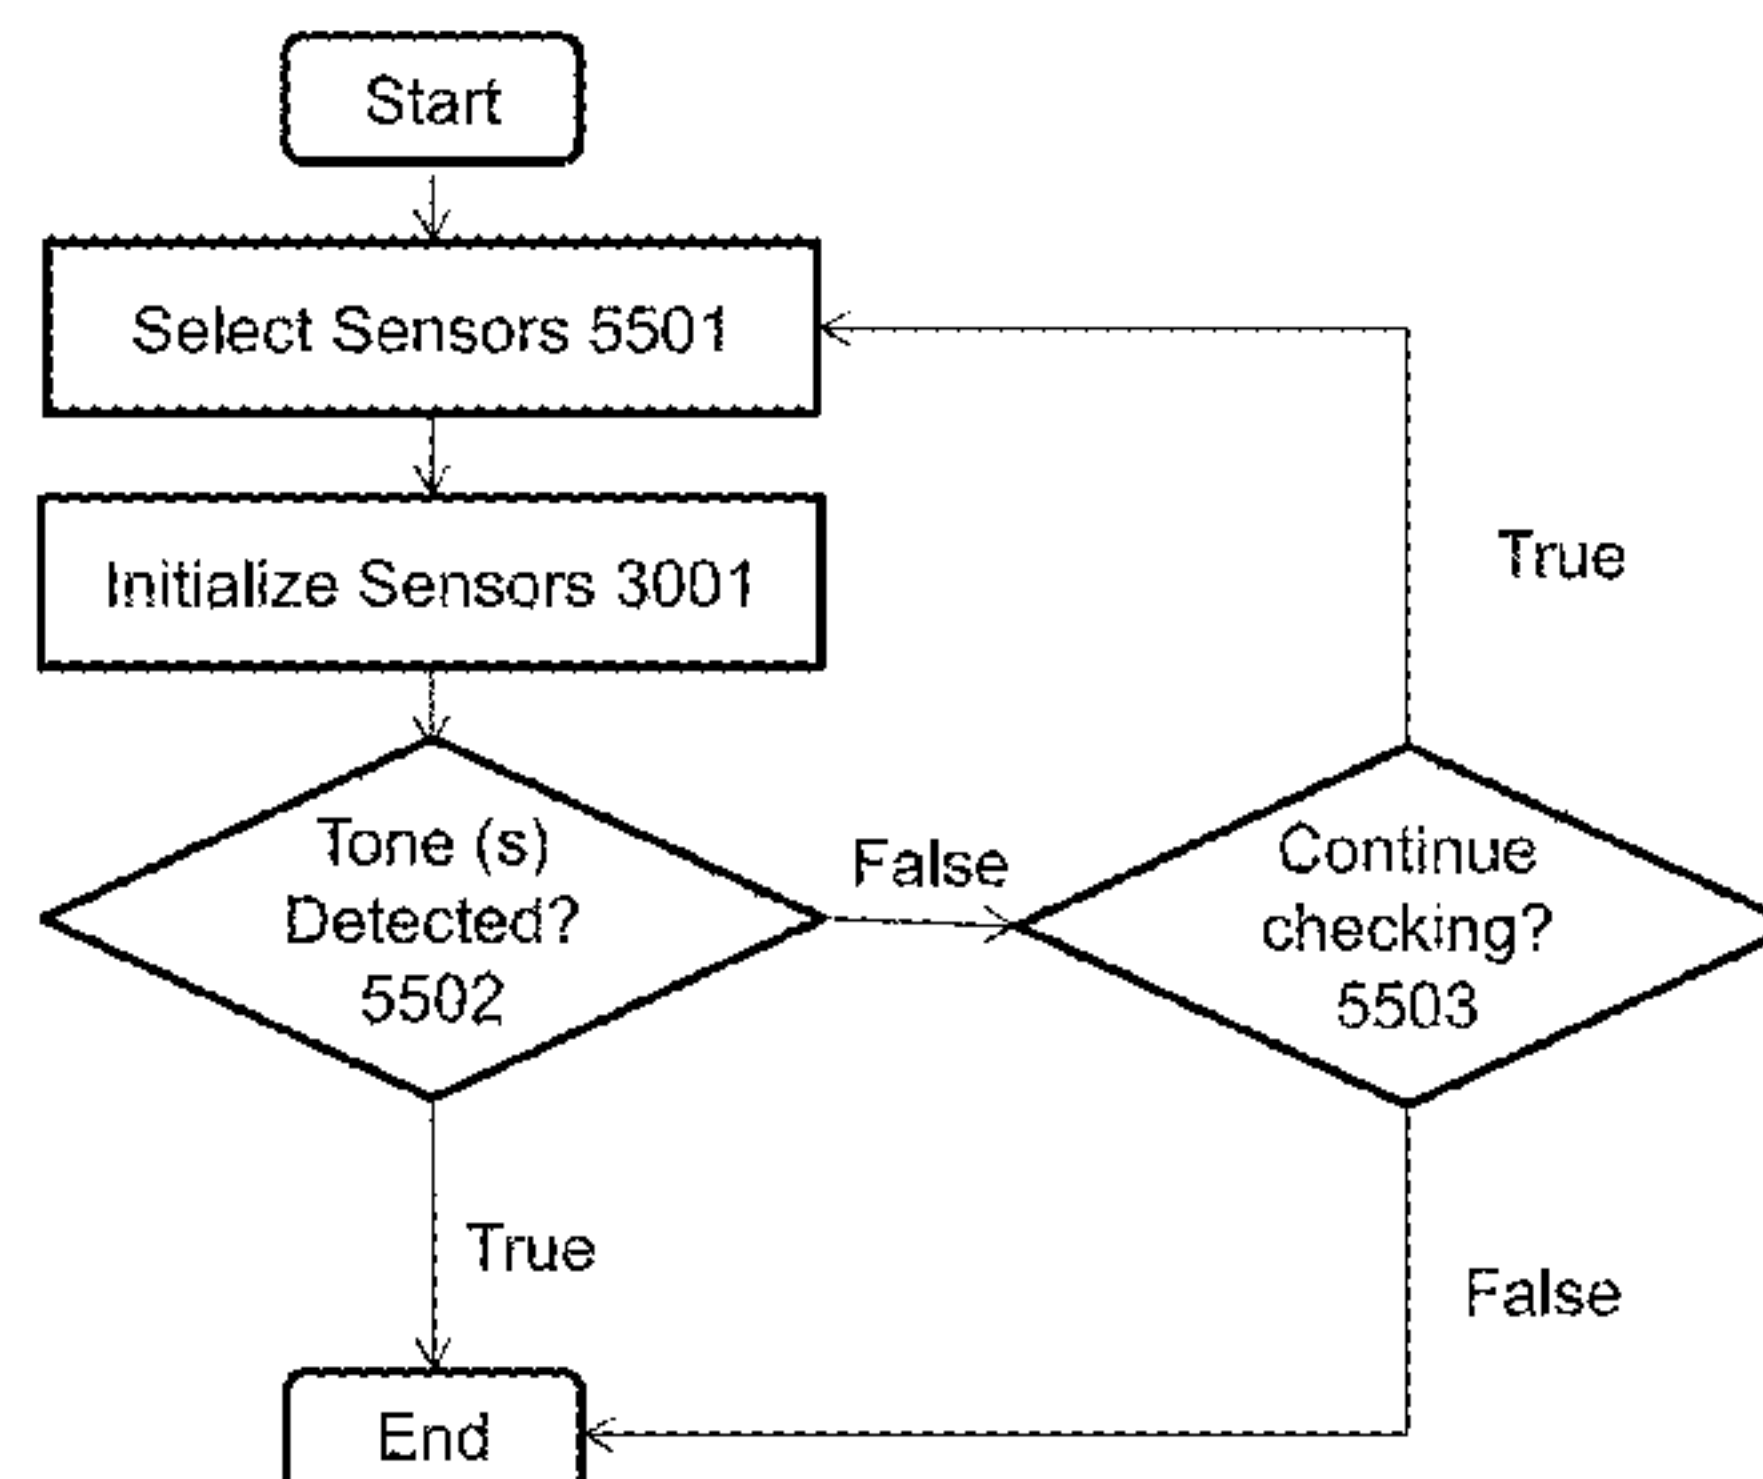 Start
Select Sensors 5501
Initialize Sensors 3001
True
Tone (s)
Detected?
5502
False
Continue
checking?
5503
True
False
End